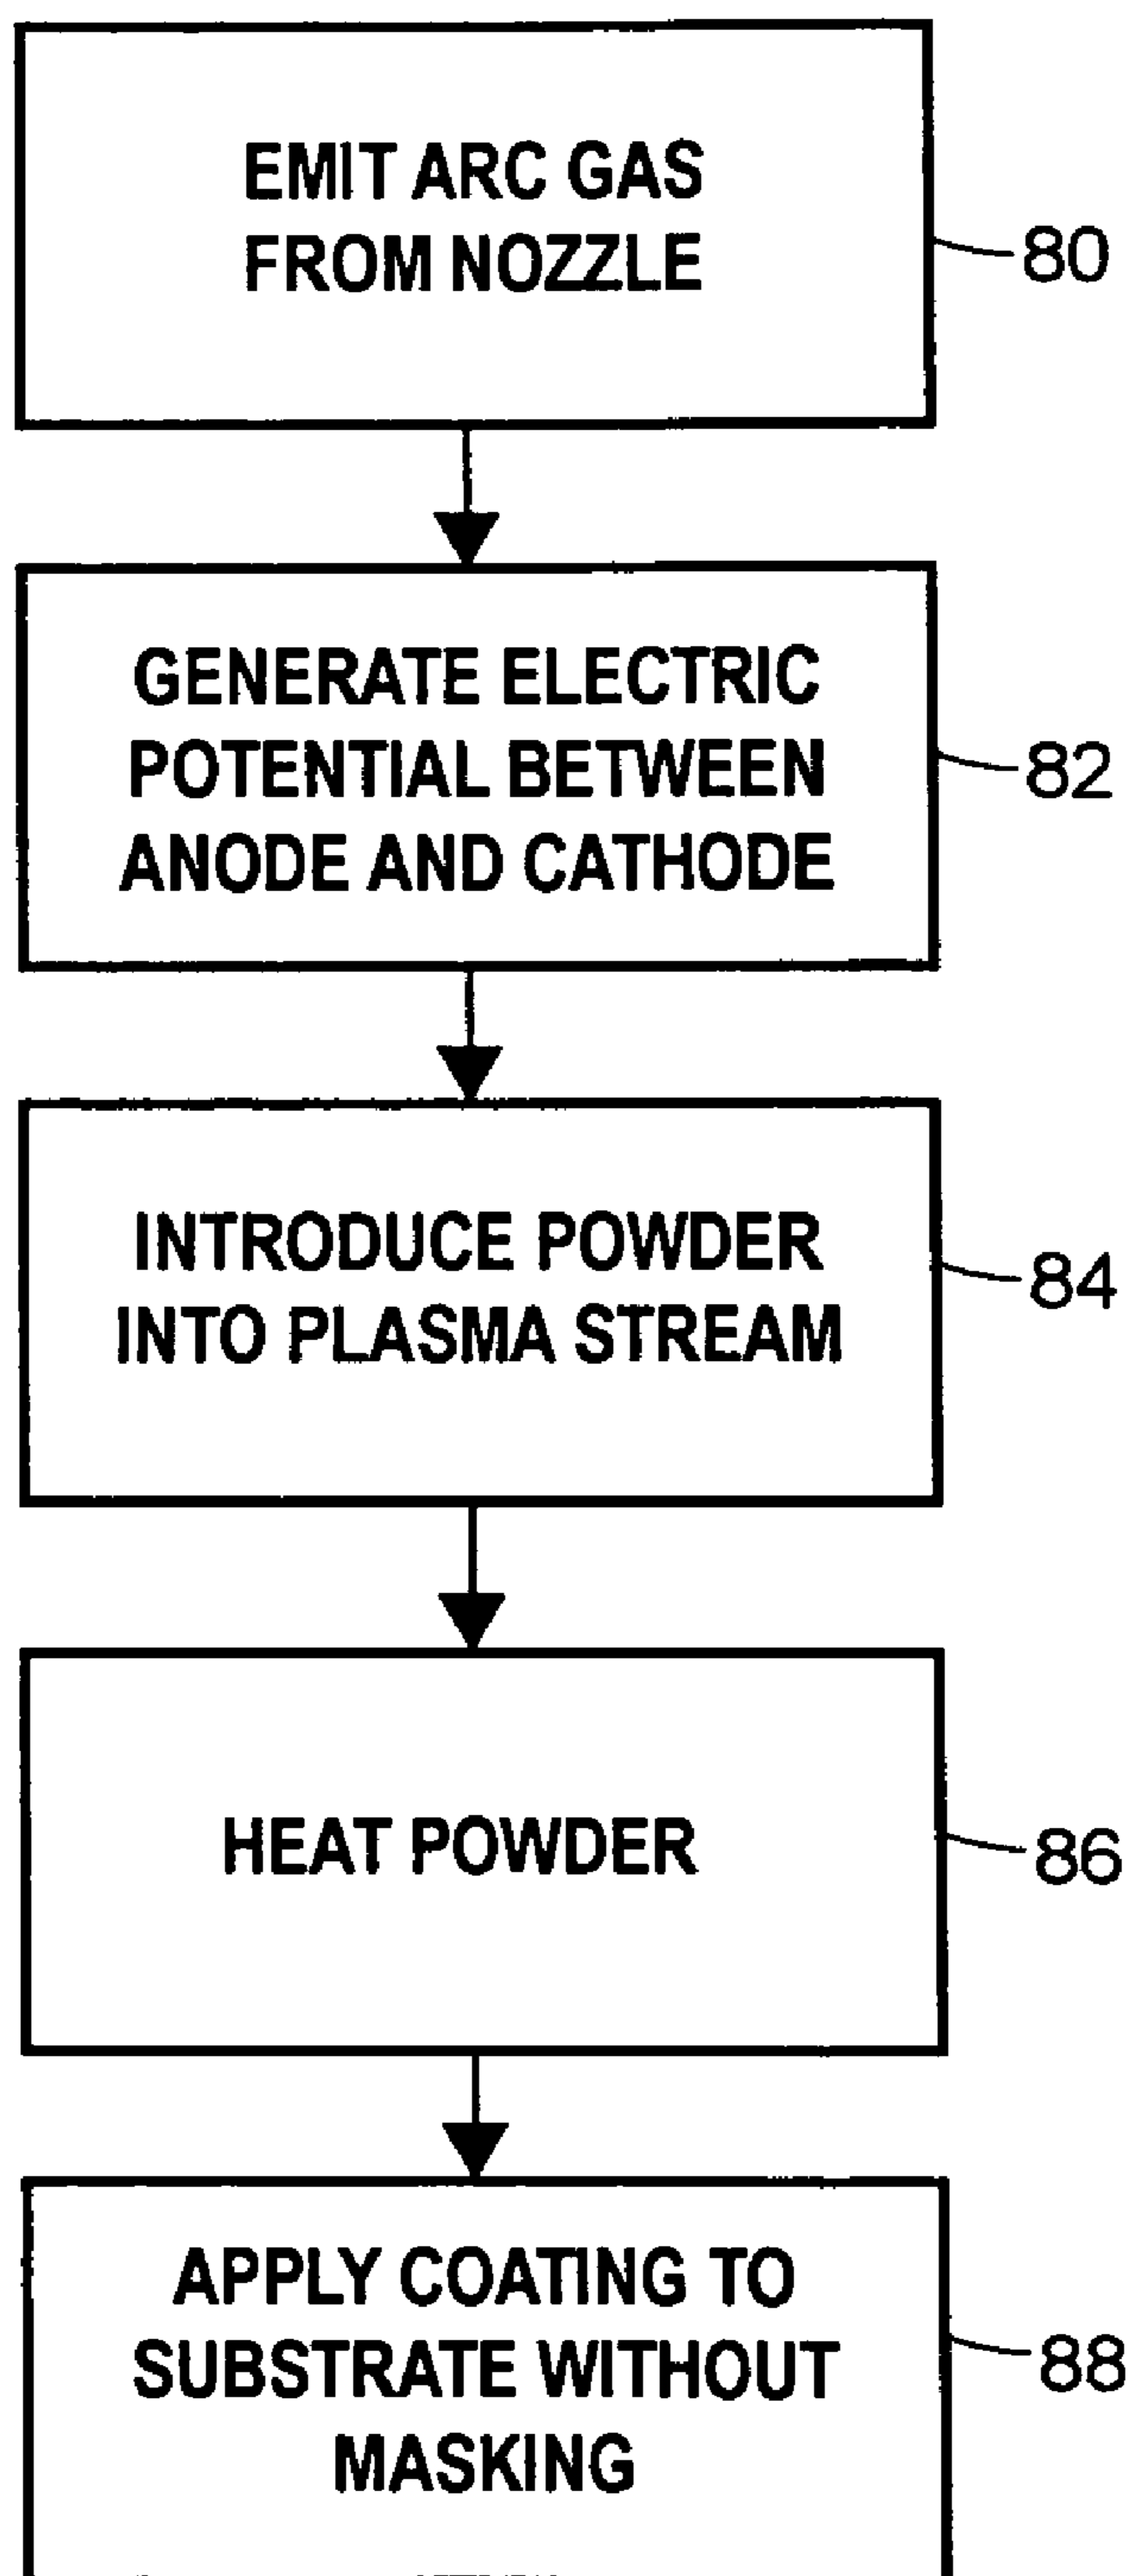 EMIT ARC GAS
FROM NOZZLE
80
GENERATE ELECTRIC
POTENTIAL BETWEEN
ANODE AND CATHODE
82
INTRODUCE POWDER
INTO PLASMA STREAM
84
HEAT POWDER
86
APPLY COATING TO
SUBSTRATE WITHOUT
MASKING
88